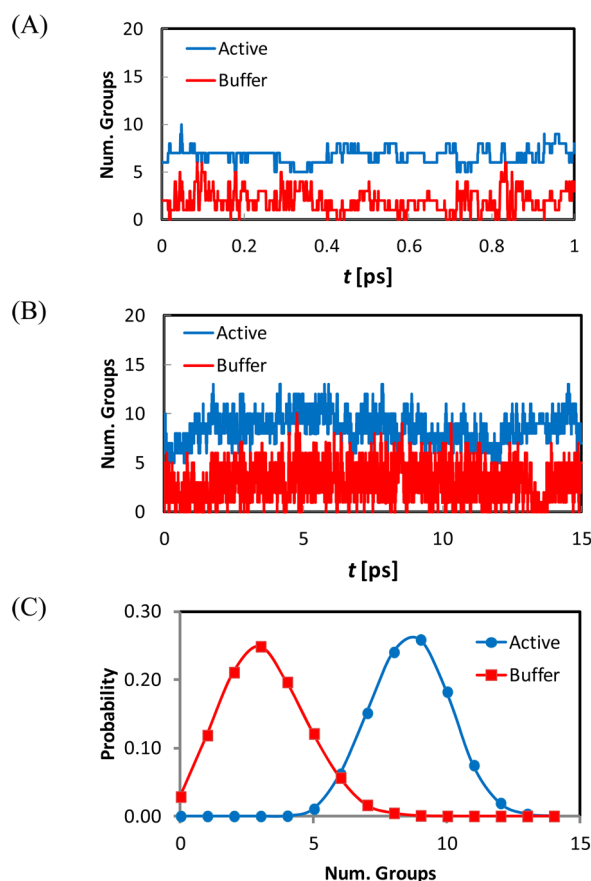 (A)
20
15
10
5
0
Num. Groups
Active
Buffer
0
0.2
0.4
0.6
0.8
1
t [ps]
(B)
20
15
10
5
0
Num. Groups
Active
Buffer
0
5
10
15
t [ps]
(C)
0.30
0.20
0.10
0.00
Probability
Active
Buffer
0
5
10
15
Num. Groups